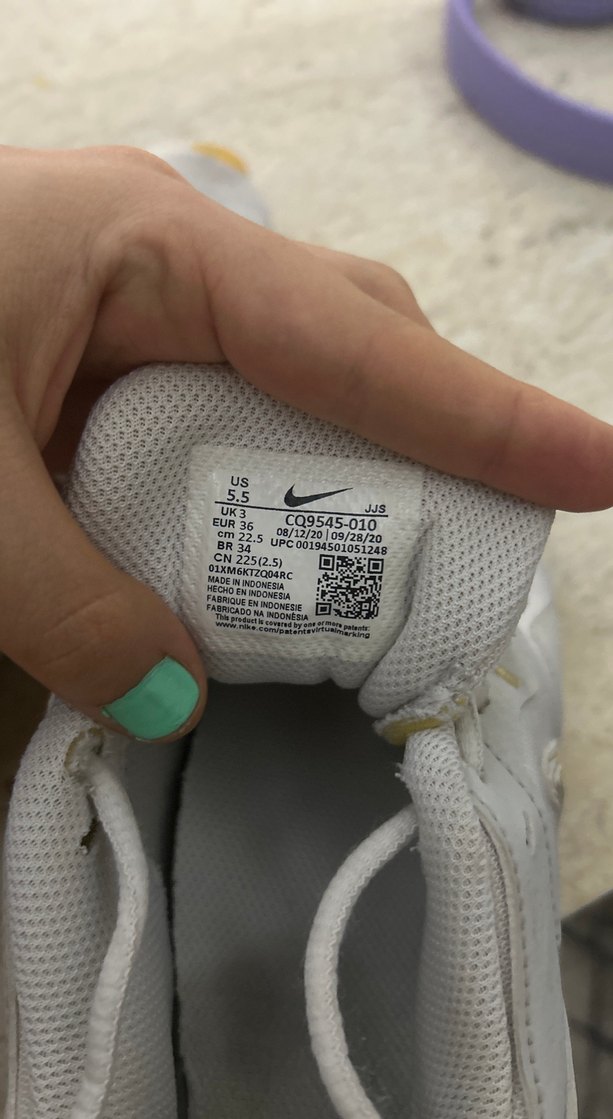 US
5.5
JJS
UK 3
CQ9545-010
EUR 36
08/12/20 | 09/28/20
cm 22.5
UPC 00194501051248
BR 34
CN 225(2.5)
01XM6KTZQ04RC
MADE IN INDONESIA
HECHO EN INDONESIA
FABRIQUE EN INDONESIE
FABRICADO NA INDONÉSIA
This product is covered by one or more patents:
www.nike.com/patentsvirtualmarking